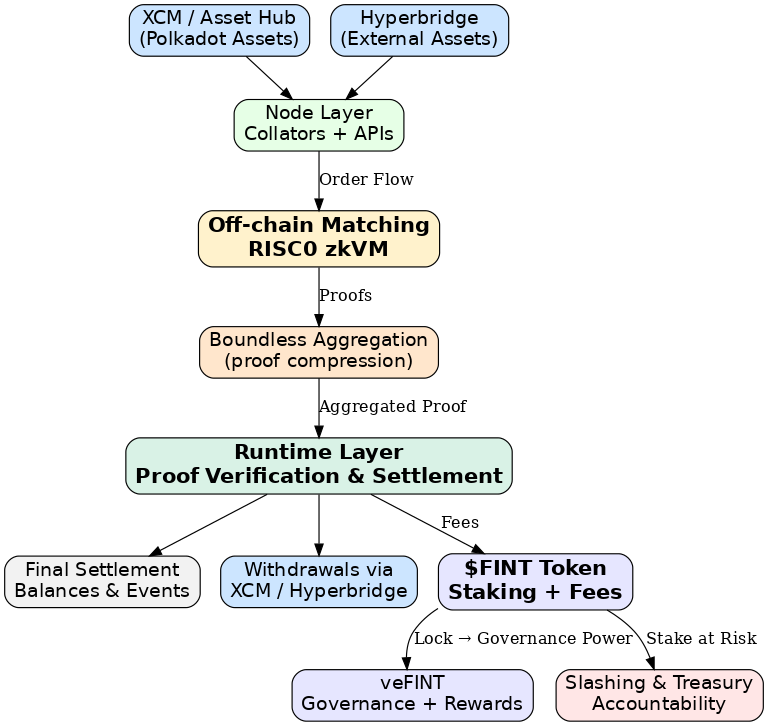 XCM / Asset Hub
(Polkadot Assets)
Hyperbridge
(External Assets)
Node Layer
Collators + APIs
Order Flow
Off-chain Matching
RISC0 zkVM
Proofs
Boundless Aggregation
(proof compression)
Aggregated Proof
Runtime Layer
Proof Verification & Settlement
Fees
Final Settlement
Balances & Events
Withdrawals via
XCM / Hyperbridge
$FINT Token
Staking + Fees
Lock → Governance Power
Stake at Risk
veFINT
Governance + Rewards
Slashing & Treasury
Accountability